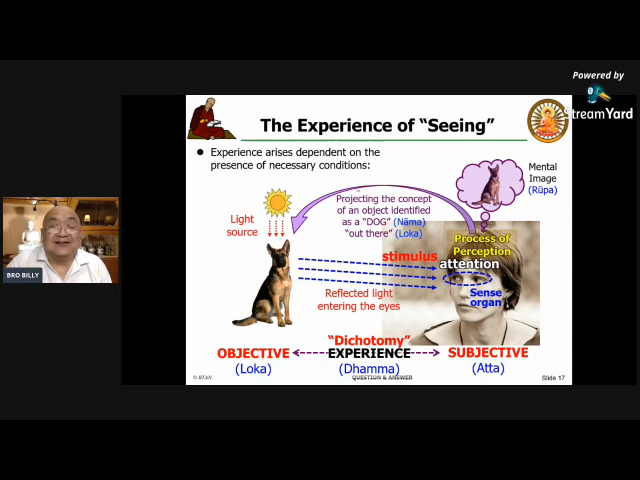 Powered by
StreamYard
The Experience of “Seeing”
● Experience arises dependent on the
presence of necessary conditions:
Mental
Image
(Rūpa)
Light
source
Projecting the concept
of an object identified
as a “DOG” (Nāma)
“out there” (Loka)
Process of
Perception
stimulus
attention
Sense
organ
Reflected light
entering the eyes
BRO BILLY
“Dichotomy”
OBJECTIVE
EXPERIENCE
SUBJECTIVE
(Loka)
(Dhamma)
(Atta)
QUESTION & ANSWER
Slide 17